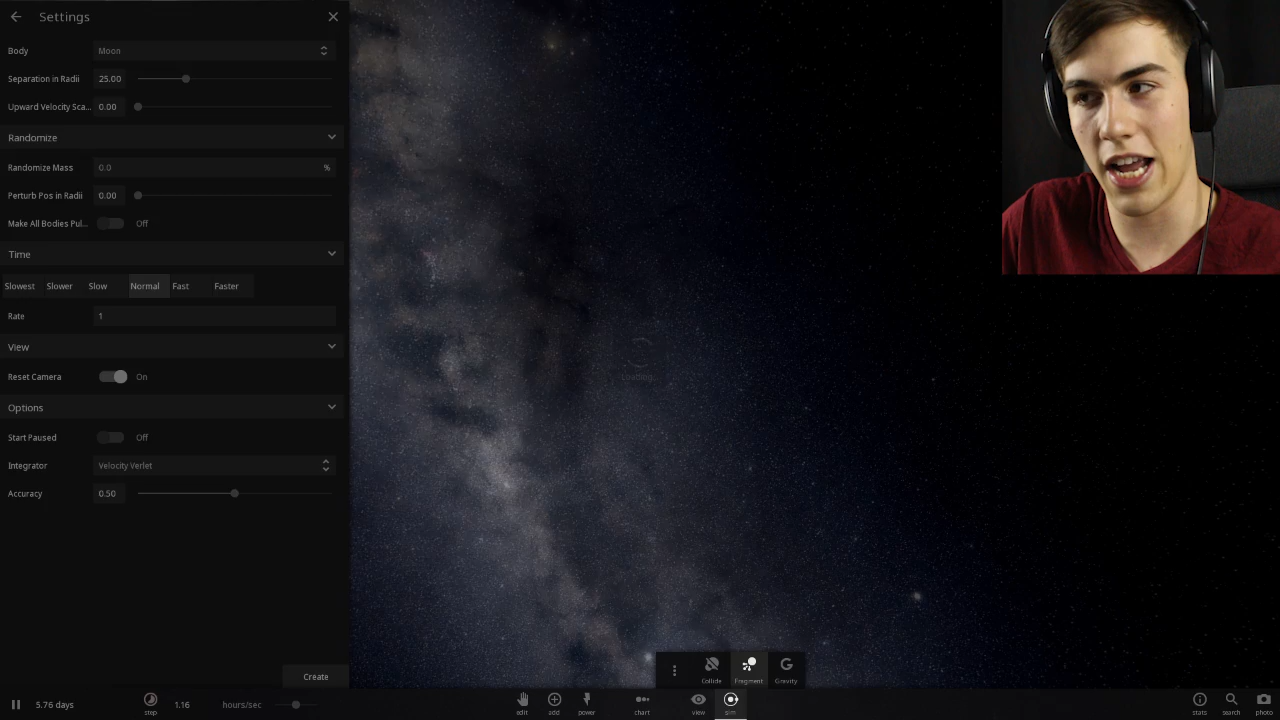 Settings
Body Moon
Separation in Radii 25.00
Upward Velocity Sca... 0.00
Randomize
Randomize Mass 0.0 %
Perturb Pos in Radii 0.00
Make All Bodies Pul... Off
Time
Slowest Slower Slow Normal Fast Faster
Rate 1
View
Reset Camera On
Options
Start Paused Off
Integrator Velocity Verlet
Accuracy 0.50
Loading...
Create
Collide Fragment Gravity
5.76 days step 1.16 hours/sec edit add power chart view sim stats search photo